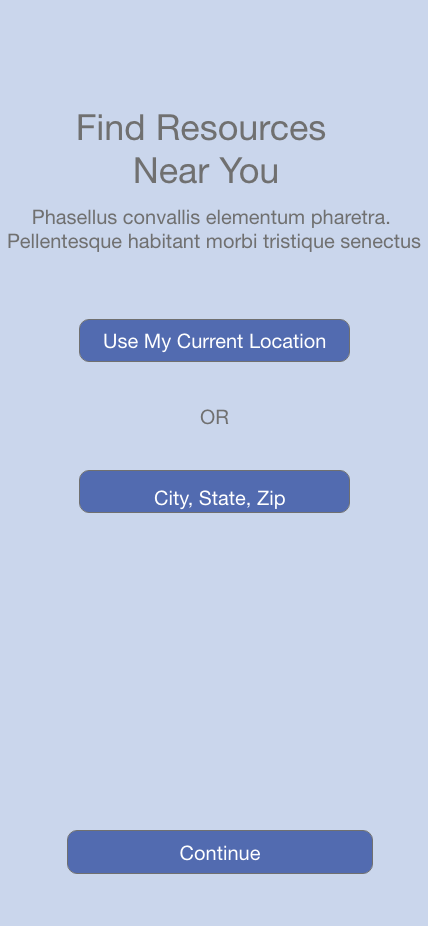 Find Resources
Near You
Phasellus convallis elementum pharetra.
Pellentesque habitant morbi tristique senectus
Use My Current Location
OR
City, State, Zip
Continue